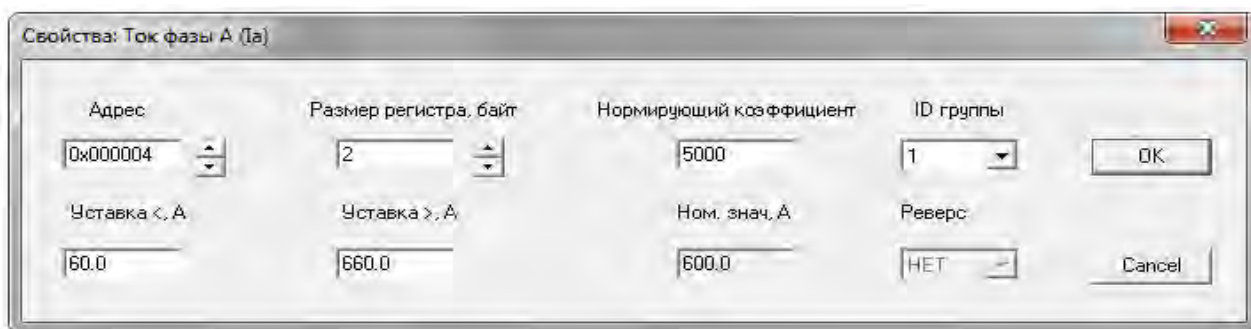 Свойства: Ток фазы А (Ia)
Адрес Размер регистра, байт Нормирующий коэффициент ID группы
0x000004 2 5000 1 OK
Уставка <, А Уставка >, А Ном. знач, А Реверс
60.0 660.0 600.0 НЕТ Cancel